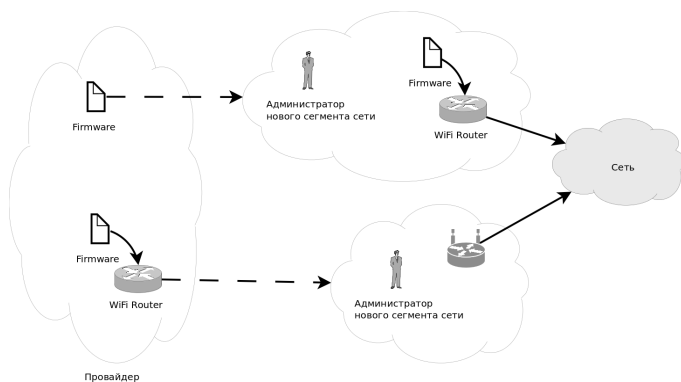 Firmware
Администратор
нового сегмента сети
Firmware
WiFi Router
Сеть
Firmware
WiFi Router
Администратор
нового сегмента сети
Провайдер